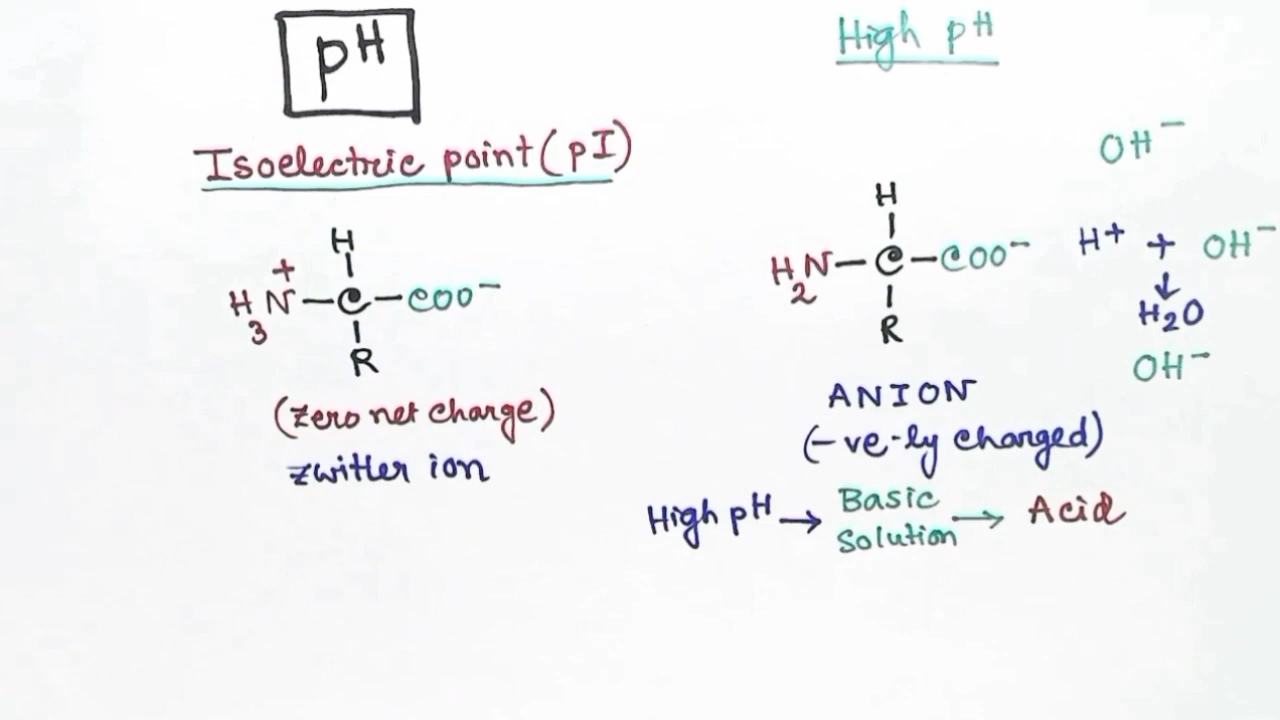 pH
Isoelectric point (pI)
H
+
H3N—C—COO⁻
R
(zero net charge)
zwitter ion
High pH
OH⁻
H
H2N—C—COO⁻
R
H⁺ + OH⁻
↓
H2O
OH⁻
ANION
(-ve-ly charged)
High pH → Basic solution → Acid